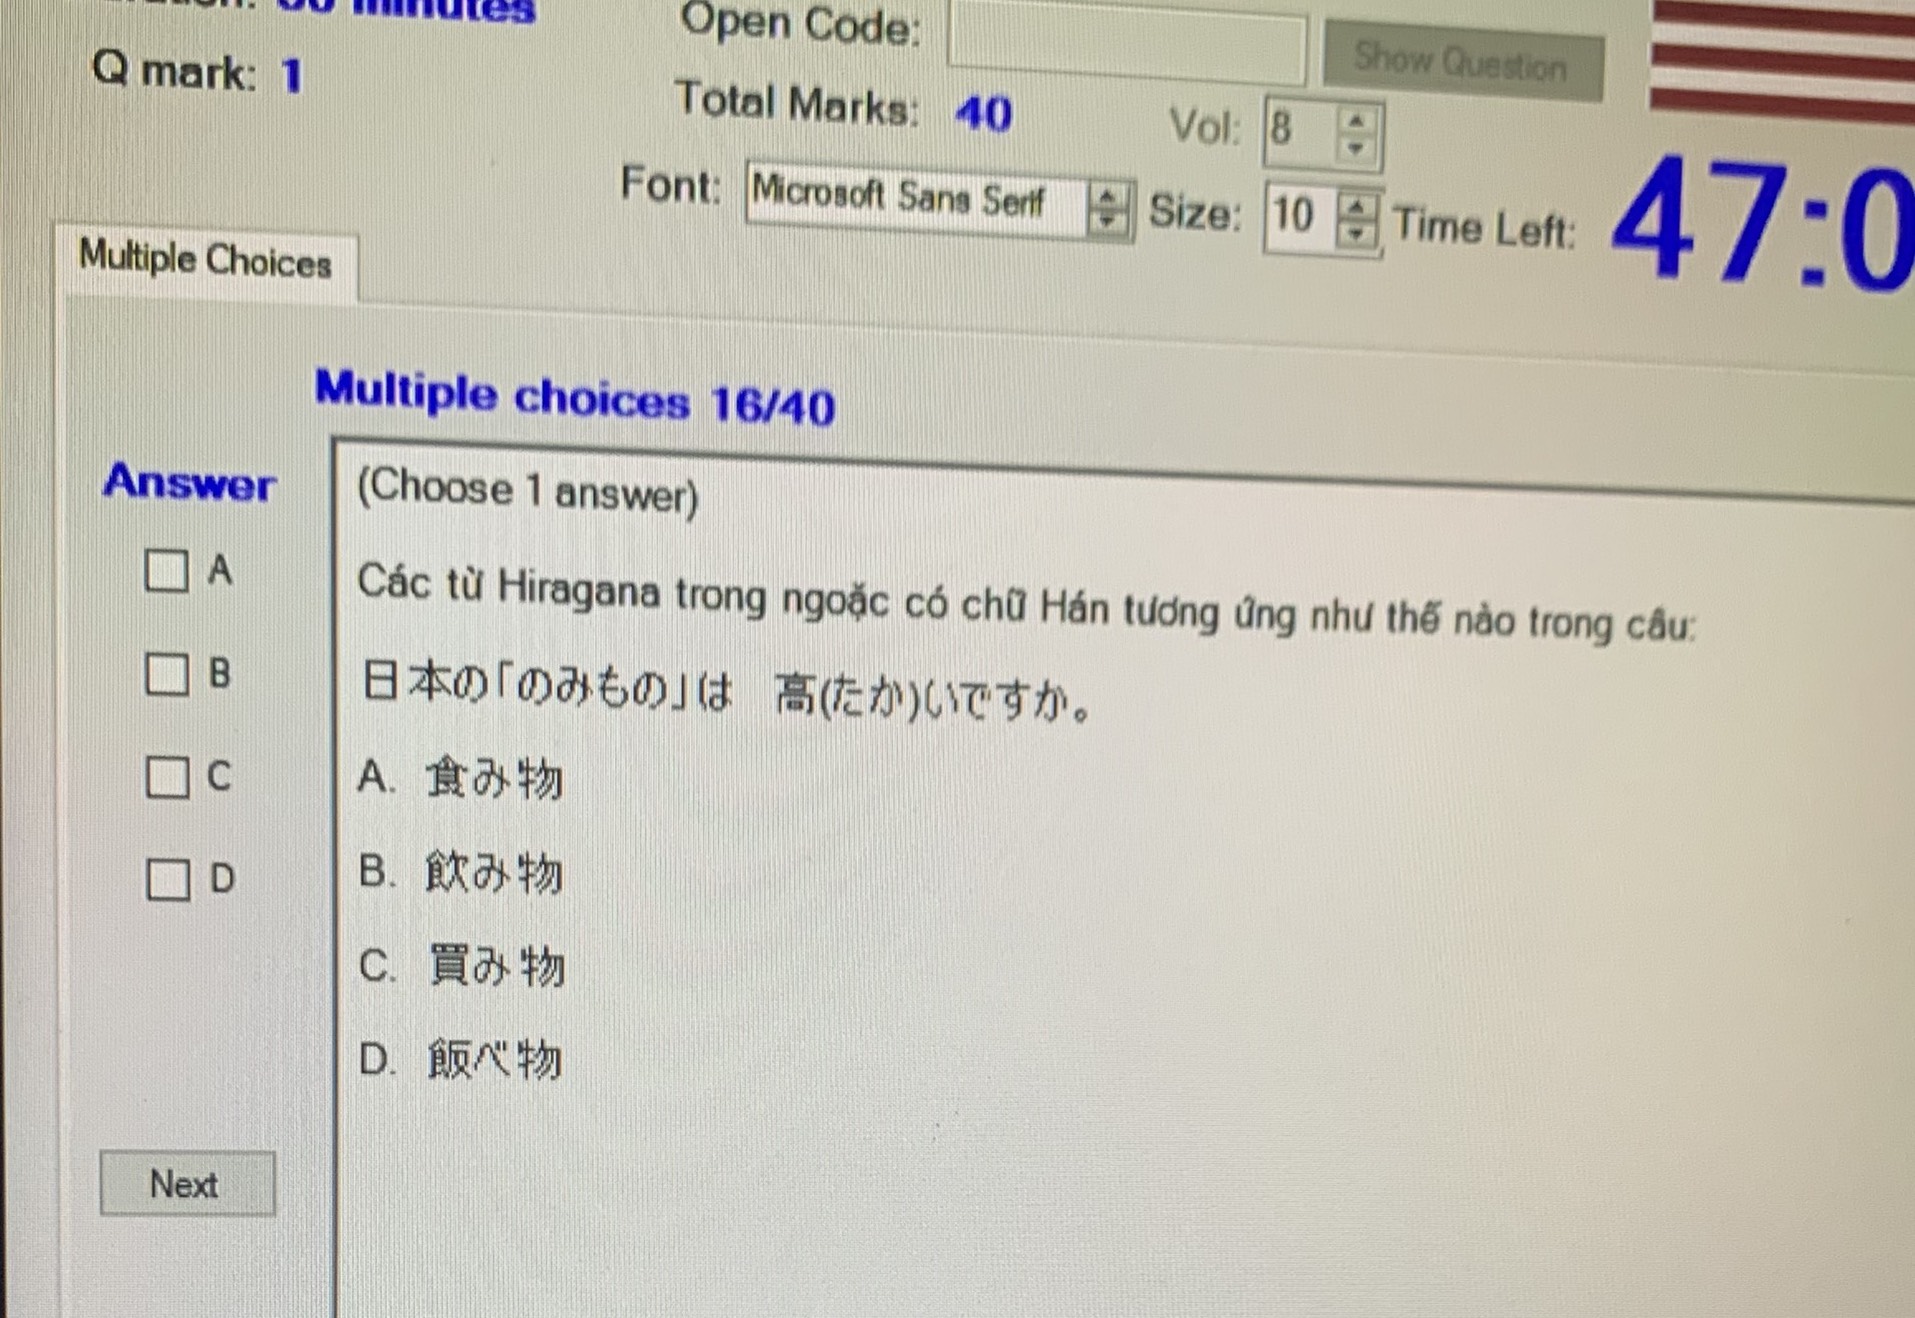 minutes
Open Code:
Show Question
Q mark: 1
Total Marks: 40
Vol: 8
Font: Microsoft Sans Serif
Size: 10
Time Left: 47:0
Multiple Choices
Multiple choices 16/40
Answer
(Choose 1 answer)
A
Các từ Hiragana trong ngoặc có chữ Hán tương ứng như thế nào trong câu:
B
日本の「のみもの」は 高(たか)いですか。
C
A. 食み物
D
B. 飲み物
C. 買み物
D. 飯べ物
Next